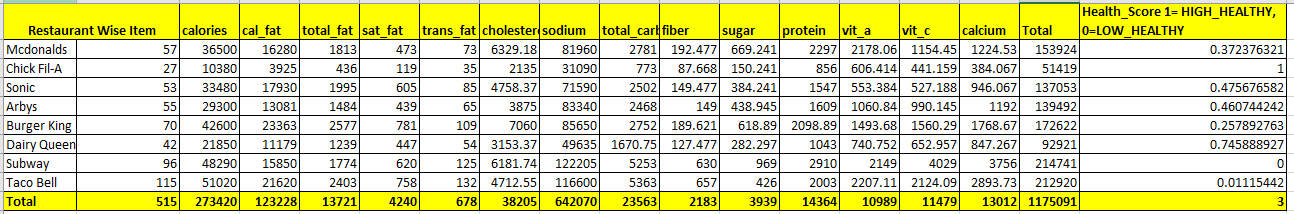 Health_Score 1= HIGH_HEALTHY,
Restaurant Wise Item calories cal_fat total_fat sat_fat trans_fat cholester sodium total_carl fiber sugar protein vit_a vit_c calcium Total 0=LOW_HEALTHY
Mcdonalds 57 36500 16280 1813 473 73 6329.18 81960 2781 192.477 669.241 2297 2178.06 1154.45 1224.53 153924 0.372376321
Chick Fil-A 27 10380 3925 436 119 35 2135 31090 773 87.668 150.241 856 606.414 441.159 384.067 51419 1
Sonic 53 33480 17930 1995 605 85 4758.37 71590 2502 149.477 384.241 1547 553.384 527.188 946.067 137053 0.475676582
Arbys 55 29300 13081 1484 439 65 3875 83340 2468 149 438.945 1609 1060.84 990.145 1192 139492 0.460744242
Burger King 70 42600 23363 2577 781 109 7060 85650 2752 189.621 618.89 2098.89 1493.68 1560.29 1768.67 172622 0.257892763
Dairy Queen 42 21850 11179 1239 447 54 3153.37 49635 1670.75 127.477 282.297 1043 740.752 652.957 847.267 92921 0.745888927
Subway 96 48290 15850 1774 620 125 6181.74 122205 5253 630 969 2910 2149 4029 3756 214741 0
Taco Bell 115 51020 21620 2403 758 132 4712.55 116600 5363 657 426 2003 2207.11 2124.09 2893.73 212920 0.01115442
Total 515 273420 123228 13721 4240 678 38205 642070 23563 2183 3939 14364 10989 11479 13012 1175091 3